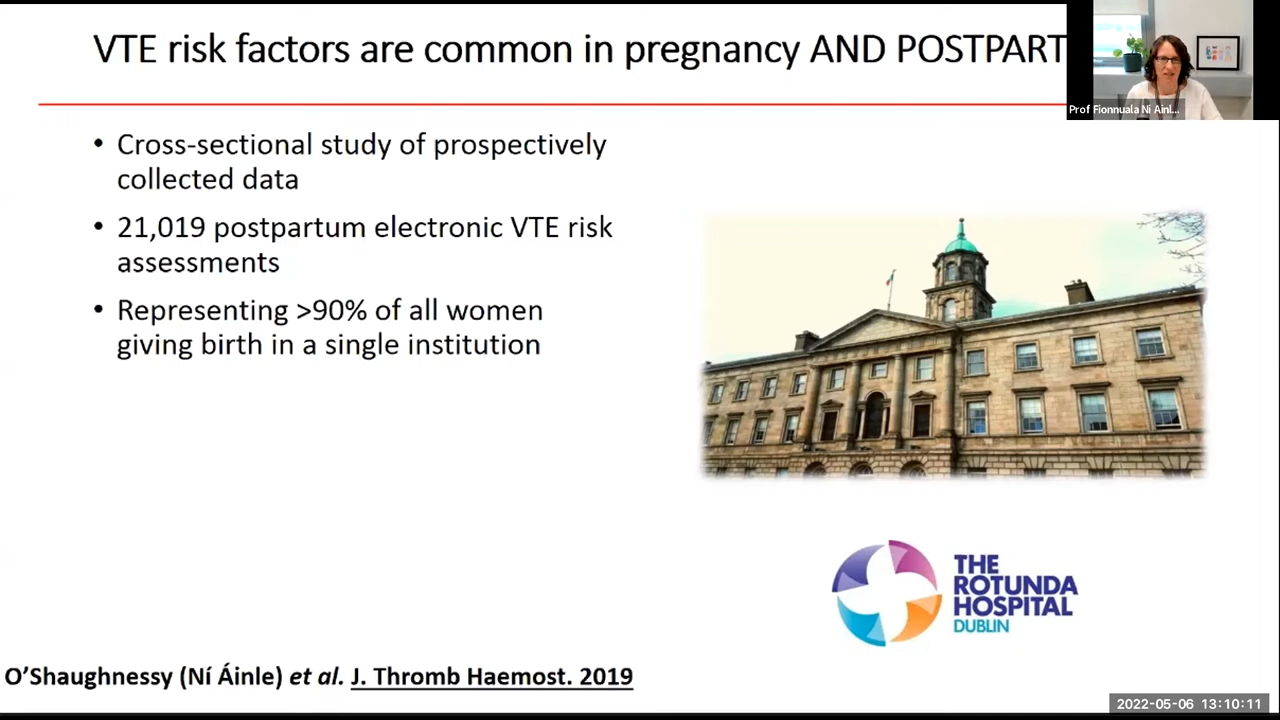 VTE risk factors are common in pregnancy AND POSTPART
Prof Fionnuala Ní Ainl...
• Cross-sectional study of prospectively
collected data
• 21,019 postpartum electronic VTE risk
assessments
• Representing >90% of all women
giving birth in a single institution
THE
ROTUNDA
HOSPITAL
DUBLIN
O'Shaughnessy (Ní Áinle) et al. J. Thromb Haemost. 2019
2022-05-06 13:10:11